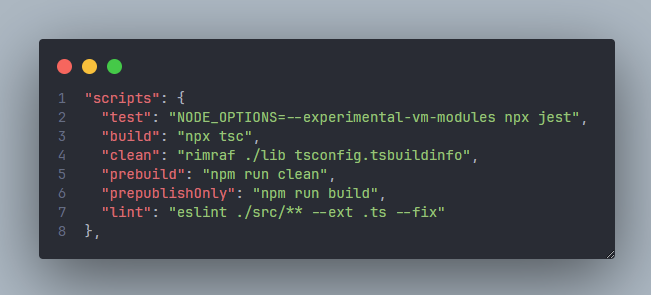 1 "scripts": {
2 "test": "NODE_OPTIONS=--experimental-vm-modules npx jest",
3 "build": "npx tsc",
4 "clean": "rimraf ./lib tsconfig.tsbuildinfo",
5 "prebuild": "npm run clean",
6 "prepublishOnly": "npm run build",
7 "lint": "eslint ./src/** --ext .ts --fix"
8 },